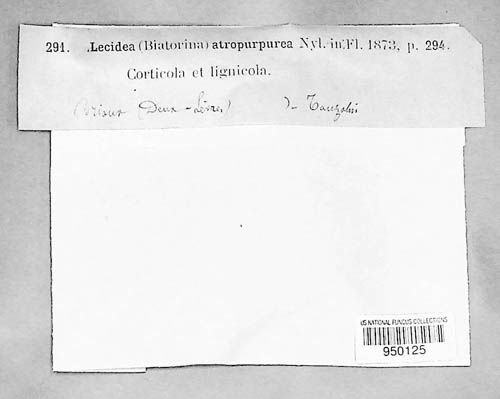 291. Lecidea (Biatorina) atropurpurea Nyl. in Fl. 1873, p. 294.
Corticola et lignicola.
(Deux-Sèvres)
US NATIONAL FUNGUS COLLECTIONS
950125